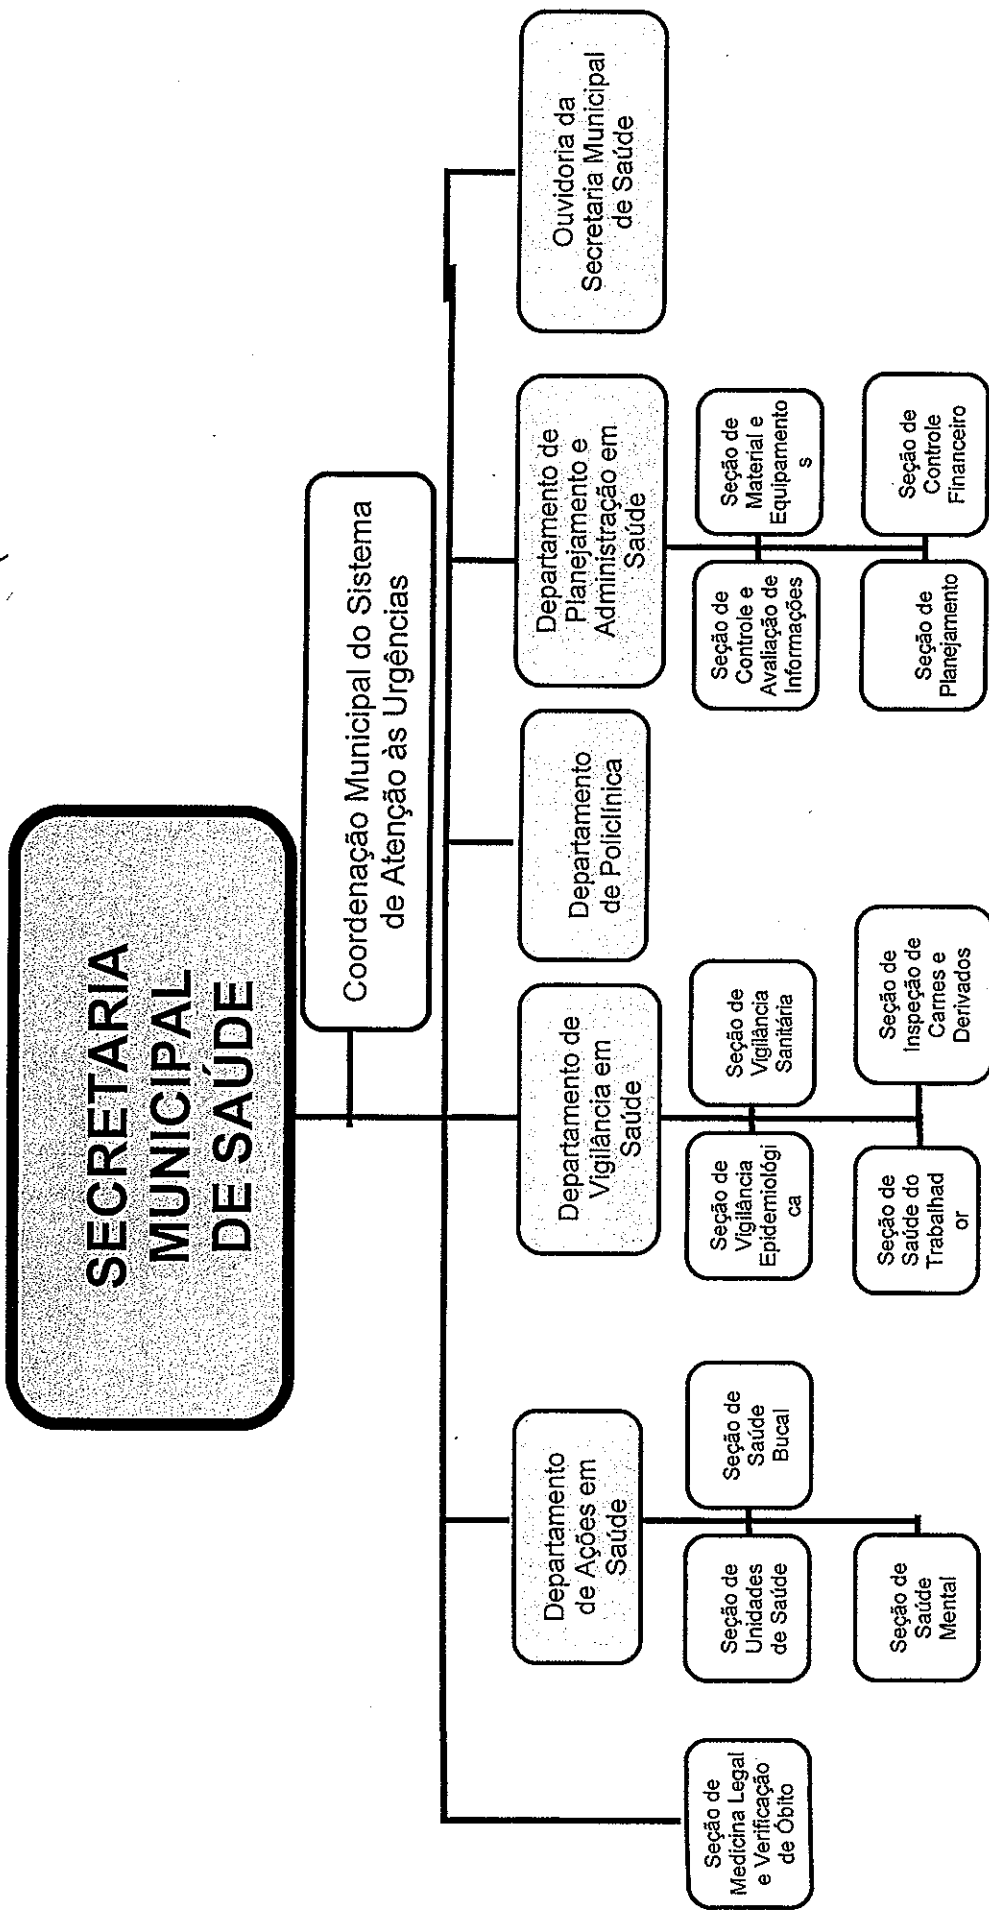 SECRETARIA
MUNICIPAL
DE SAÚDE
Coordenação Municipal do Sistema
de Atenção às Urgências
Departamento
de Ações em
Saúde
Departamento de
Vigilância em
Saúde
Departamento
de Policlínica
Departamento de
Planejamento e
Administração em
Saúde
Ouvidoria da
Secretaria Municipal
de Saúde
Seção de
Medicina Legal
e Verificação
de Óbito
Seção de
Unidades
de Saúde
Seção de
Saúde
Bucal
Seção de
Saúde
Mental
Seção de
Vigilância
Epidemiológi
ca
Seção de
Vigilância
Sanitária
Seção de
Saúde do
Trabalhad
or
Seção de
Inspeção de
Carnes e
Derivados
Seção de
Controle e
Avaliação de
Informações
Seção de
Material e
Equipamento
s
Seção de
Planejamento
Seção de
Controle
Financeiro